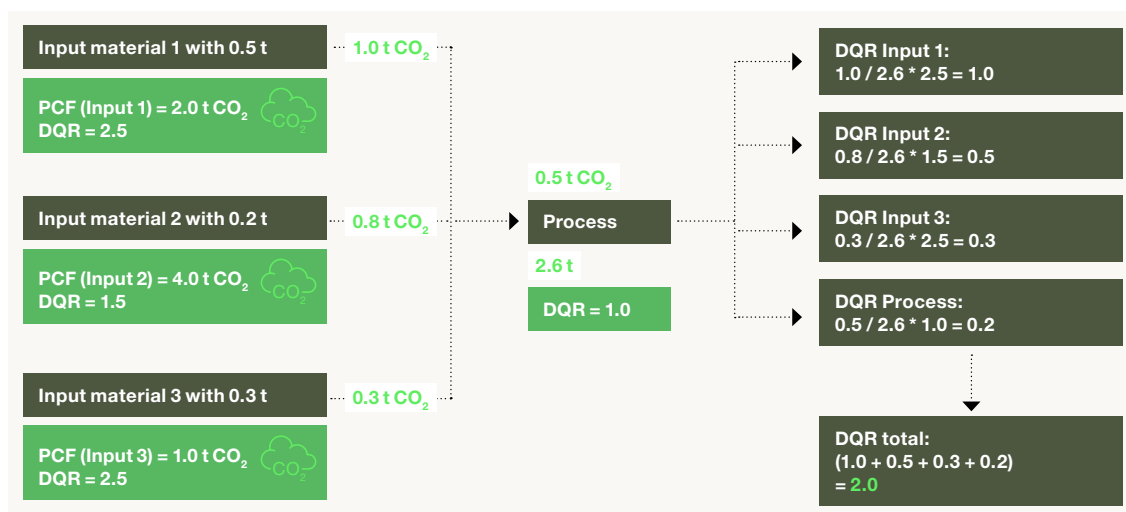 Input material 1 with 0.5 t
1.0 t CO₂
PCF (Input 1) = 2.0 t CO₂
DQR = 2.5
CO₂
Input material 2 with 0.2 t
0.8 t CO₂
PCF (Input 2) = 4.0 t CO₂
DQR = 1.5
CO₂
Input material 3 with 0.3 t
0.3 t CO₂
PCF (Input 3) = 1.0 t CO₂
DQR = 2.5
CO₂
0.5 t CO₂
Process
2.6 t
DQR = 1.0
DQR Input 1:
1.0 / 2.6 * 2.5 = 1.0
DQR Input 2:
0.8 / 2.6 * 1.5 = 0.5
DQR Input 3:
0.3 / 2.6 * 2.5 = 0.3
DQR Process:
0.5 / 2.6 * 1.0 = 0.2
DQR total:
(1.0 + 0.5 + 0.3 + 0.2)
= 2.0